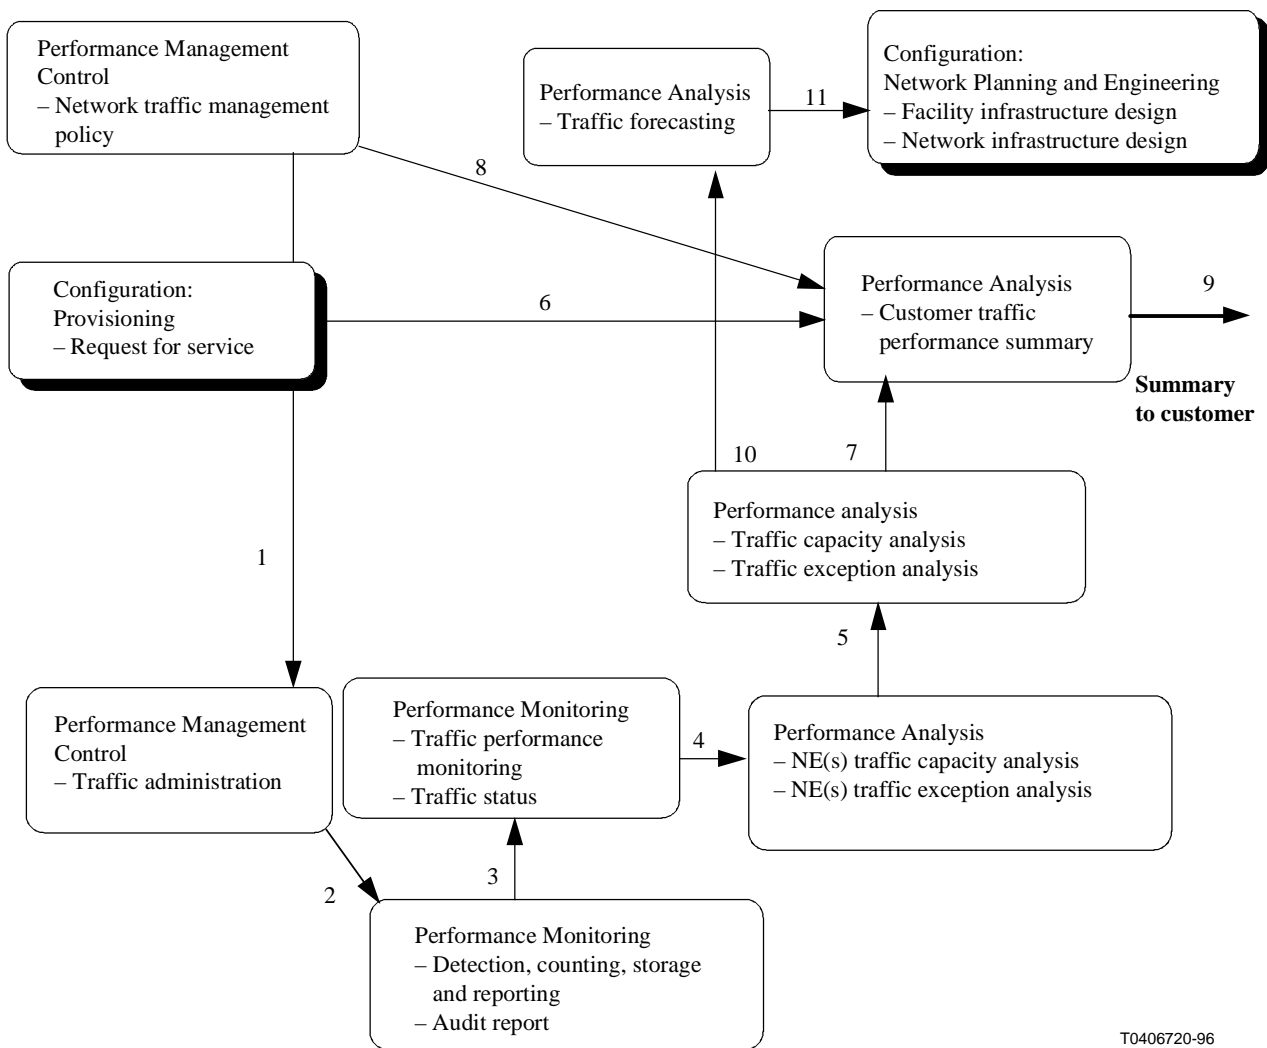 Performance Management
Control
– Network traffic management
policy
Performance Analysis
– Traffic forecasting
11
Configuration:
Network Planning and Engineering
– Facility infrastructure design
– Network infrastructure design
8
Configuration:
Provisioning
– Request for service
6
Performance Analysis
– Customer traffic
performance summary
9
Summary
to customer
10
7
Performance analysis
– Traffic capacity analysis
– Traffic exception analysis
1
5
Performance Management
Control
– Traffic administration
Performance Monitoring
– Traffic performance
monitoring
– Traffic status
4
Performance Analysis
– NE(s) traffic capacity analysis
– NE(s) traffic exception analysis
2
3
Performance Monitoring
– Detection, counting, storage
and reporting
– Audit report
T0406720-96